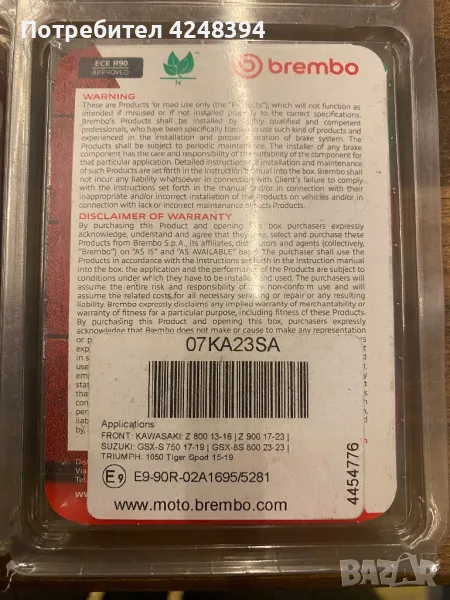 Потребител 4248394
ECE R90
APPROVED
N
brembo
WARNING
These are Products for road use only (the "Products"), which will not function as
intended if misused or if not installed properly to the correct specifications.
Brembo's Products shall be installed by highly qualified and competent
professionals, who have been specifically trained to use such kind of products and
experienced in the installation and proper operation of brake system. The
Products shall be subject to periodic maintenance. The installer of any brake
component has the care and responsibility of the suitability of the component for
that particular application. Detailed instructions of installation and maintenance
of such Products are set forth in the Instruction Manual into the box. Brembo shall
not incur any liability whatsoever in connection with Client's failure to comply
with the instructions set forth in the manual and/or in connection with their
inappropriate and/or incorrect installation of the Products on vehicles and/or in
connection with lack or incorrect maintenance of such Products.
DISCLAIMER OF WARRANTY
By purchasing this Product and opening this box purchasers expressly
acknowledge, understand and agree that they take, select and purchase these
Products from Brembo S.p.A., its affiliates, distributors and agents (collectively,
"Brembo") on "AS IS" and "AS AVAILABLE" basis. The purchaser shall use the
Products in accordance with the instructions set forth in the Instruction manual
into the box: the application and the performance of the Products are subject to
conditions under which they have to be installed and used. The purchasers will
assume the entire risk and responsibility of any non-conform use and will
assume the related costs for all necessary servicing or repair or any resulting
liability. Brembo expressly disclaims any implied warranty of merchantability or
warranty of fitness for a particular purpose, including fitness of these Products.
By purchasing this Product and opening this box, purchasers expressly
acknowledge that Brembo does not make or cause to make any representation
07KA23SA
Applications
FRONT: KAWASAKI: Z 800 13-16 | Z 900 17-23 |
SUZUKI: GSX-S 750 17-19 | GSX-8S 800 23-23 |
TRIUMPH: 1050 Tiger Sport 15-19
E9 E9-90R-02A1695/5281
4454776
www.moto.brembo.com
BAZAR